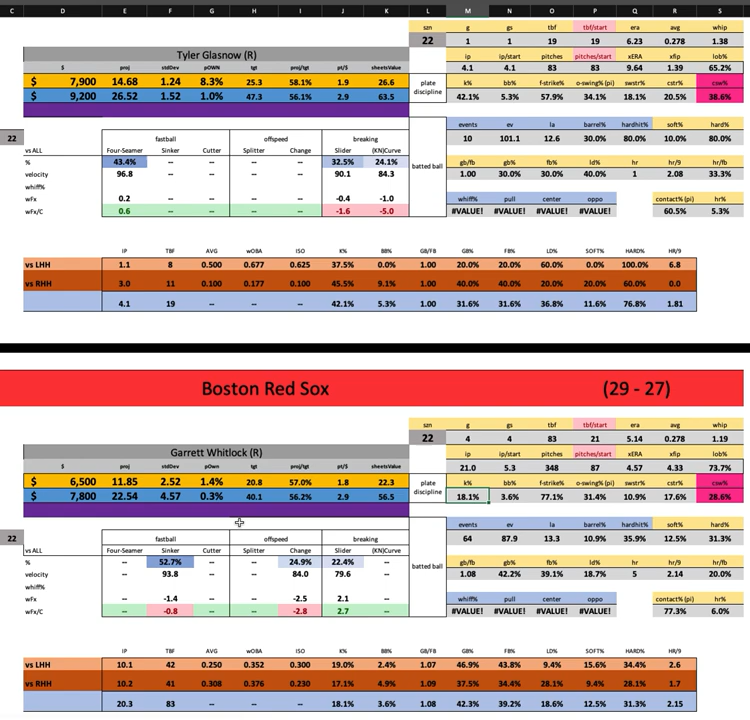 C D E F G H I J K L M N O P Q R S
szn g gs tbf tbf/start era avg whip
22 1 1 19 19 6.23 0.278 1.38
Tyler Glasnow (R) ip ip/start pitches pitches/start xERA xfip lob%
4.1 4.1 83 83 9.64 1.39 65.2%
$ proj stdDev pOWN tgt proj/tgt pt/$ sheetsValue
$ 7,900 14.68 1.24 8.3% 25.3 58.1% 1.9 26.6 plate discipline k% bb% f-strike% o-swing% (pi) swstr% cstr% csw%
$ 9,200 26.52 1.52 1.0% 47.3 56.1% 2.9 63.5 42.1% 5.3% 57.9% 34.1% 18.1% 20.5% 38.6%
events ev la barrel% hardhit% soft% hard%
22 fastball offspeed breaking 10 101.1 12.6 30.0% 80.0% 10.0% 80.0%
vs ALL Four-Seamer Sinker Cutter Splitter Change Slider (KN)Curve
% 43.4% -- -- -- -- 32.5% 24.1% batted ball gb/fb gb% fb% ld% hr hr/9 hr/fb
velocity 96.8 -- -- -- -- 90.1 84.3 1.00 30.0% 30.0% 40.0% 1 2.08 33.3%
whiff%
wFx 0.2 -- -- -- -- -0.4 -1.0 whiff% pull center oppo contact% (pi) hr%
wFx/C 0.6 -- -- -- -- -1.6 -5.0 #VALUE! #VALUE! #VALUE! #VALUE! 60.5% 5.3%
IP TBF AVG wOBA ISO K% BB% GB/FB GB% FB% LD% SOFT% HARD% HR/9
vs LHH 1.1 8 0.500 0.677 0.625 37.5% 0.0% 1.00 20.0% 20.0% 60.0% 0.0% 100.0% 6.8
vs RHH 3.0 11 0.100 0.177 0.100 45.5% 9.1% 1.00 40.0% 40.0% 20.0% 20.0% 60.0% 0.0
4.1 19 -- -- -- 42.1% 5.3% 1.00 31.6% 31.6% 36.8% 11.6% 76.8% 1.81
Boston Red Sox (29 - 27)
szn g gs tbf tbf/start era avg whip
22 4 4 83 21 5.14 0.278 1.19
Garrett Whitlock (R) ip ip/start pitches pitches/start xERA xfip lob%
$ proj stdDev pOwn tgt proj/tgt pt/$ sheetsValue 21.0 5.3 348 87 4.57 4.33 73.7%
$ 6,500 11.85 2.52 1.4% 20.8 57.0% 1.8 22.3 plate discipline k% bb% f-strike% o-swing% (pi) swstr% cstr% csw%
$ 7,800 22.54 4.57 0.3% 40.1 56.2% 2.9 56.5 18.1% 3.6% 77.1% 31.4% 10.9% 17.6% 28.6%
events ev la barrel% hardhit% soft% hard%
22 fastball offspeed breaking 64 87.9 13.3 10.9% 35.9% 12.5% 31.3%
vs ALL Four-Seamer Sinker Cutter Splitter Change Slider (KN)Curve
% -- 52.7% -- -- 24.9% 22.4% -- batted ball gb/fb gb% fb% ld% hr hr/9 hr/fb
velocity -- 93.8 -- -- 84.0 79.6 -- 1.08 42.2% 39.1% 18.7% 5 2.14 20.0%
whiff%
wFx -- -1.4 -- -- -2.5 2.1 -- whiff% pull center oppo contact% (pi) hr%
wFx/C -- -0.8 -- -- -2.8 2.7 -- #VALUE! #VALUE! #VALUE! #VALUE! 77.3% 6.0%
IP TBF AVG wOBA ISO K% BB% GB/FB GB% FB% LD% SOFT% HARD% HR/9
vs LHH 10.1 42 0.250 0.352 0.300 19.0% 2.4% 1.07 46.9% 43.8% 9.4% 15.6% 34.4% 2.6
vs RHH 10.2 41 0.308 0.376 0.230 17.1% 4.9% 1.09 37.5% 34.4% 28.1% 9.4% 28.1% 1.7
20.3 83 -- -- -- 18.1% 3.6% 1.08 42.3% 39.2% 18.6% 12.5% 31.3% 2.15